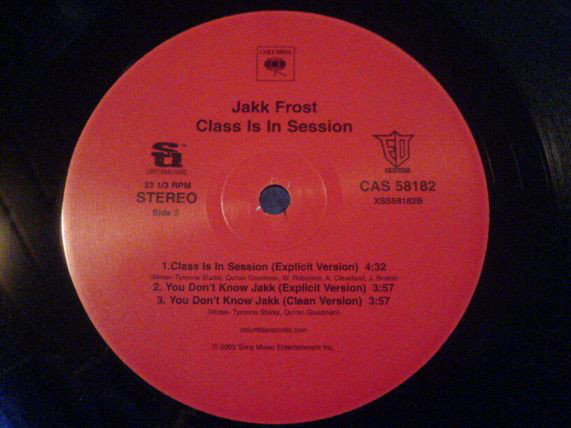 COLUMBIA
Jakk Frost
Class Is In Session
33 1/3 RPM
STEREO
Side 2
CAS 58182
XSS58182B
1.Class Is In Session (Explicit Version) 4:32
(Writer- Tyronne Starks, Qu'ran Goodman, W. Robinson, A. Cleveland, J.
2. You Don't Know Jakk (Explicit Version) 3:57
3. You Don't Know Jakk (Clean Version) 3:57
(Writer- Tyronne Starks, Qu'ran Goodman)
columbiarecords.com
© 2003 Sony Music Entertainment Inc.